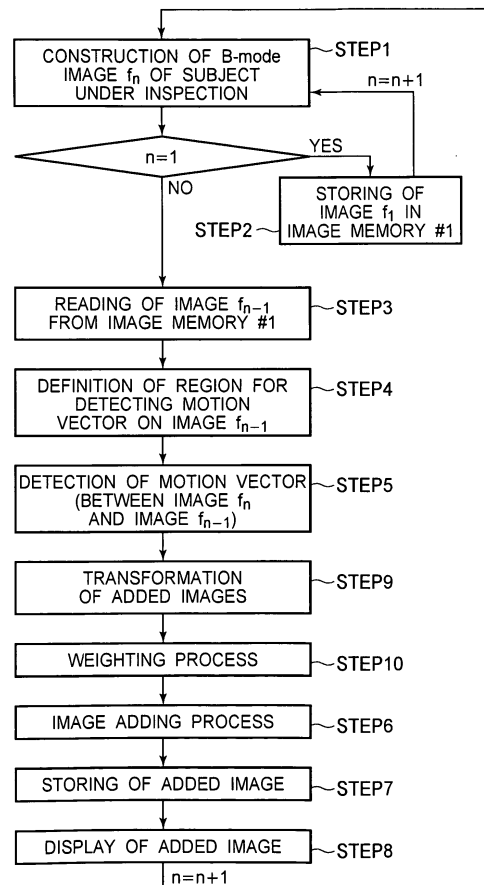 CONSTRUCTION OF B-mode
IMAGE fn OF SUBJECT
UNDER INSPECTION
STEP1
n=n+1
n=1
YES
NO
STORING OF
IMAGE f1 IN
IMAGE MEMORY #1
STEP2
READING OF IMAGE fn-1
FROM IMAGE MEMORY #1
STEP3
DEFINITION OF REGION FOR
DETECTING MOTION
VECTOR ON IMAGE fn-1
STEP4
DETECTION OF MOTION VECTOR
(BETWEEN IMAGE fn
AND IMAGE fn-1)
STEP5
TRANSFORMATION
OF ADDED IMAGES
STEP9
WEIGHTING PROCESS
STEP10
IMAGE ADDING PROCESS
STEP6
STORING OF ADDED IMAGE
STEP7
DISPLAY OF ADDED IMAGE
STEP8
n=n+1